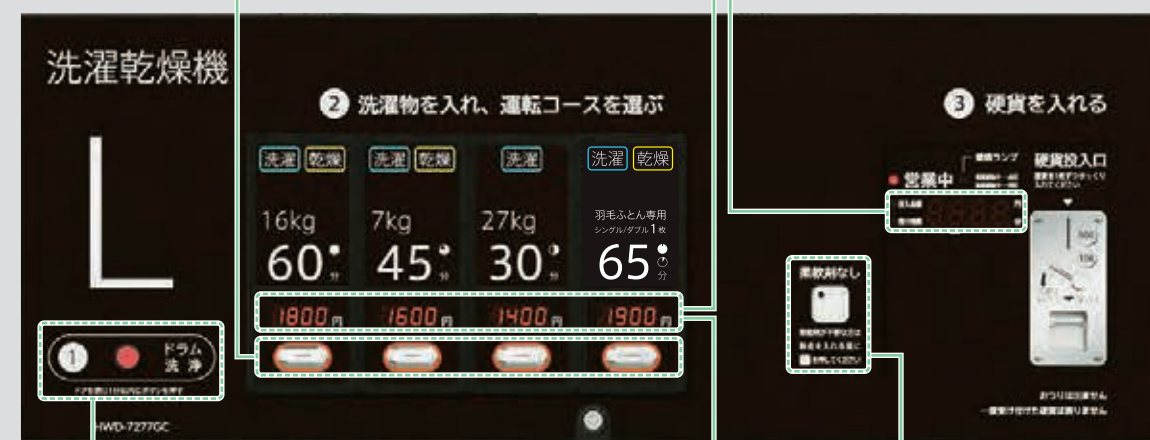 洗濯乾燥機
L
② 洗濯物を入れ、運転コースを選ぶ
洗濯 乾燥
16kg
60 分
1800 円
洗濯 乾燥
7kg
45 分
1600 円
洗濯
27kg
30 分
1400 円
洗濯 乾燥
羽毛ふとん専用
シングル/ダブル1枚
65 分
1900 円
① ドラム
洗浄
HWD-7277GC
③ 硬貨を入れる
営業中
硬貨投入口
柔軟剤なし
500
100
おつりは出ません